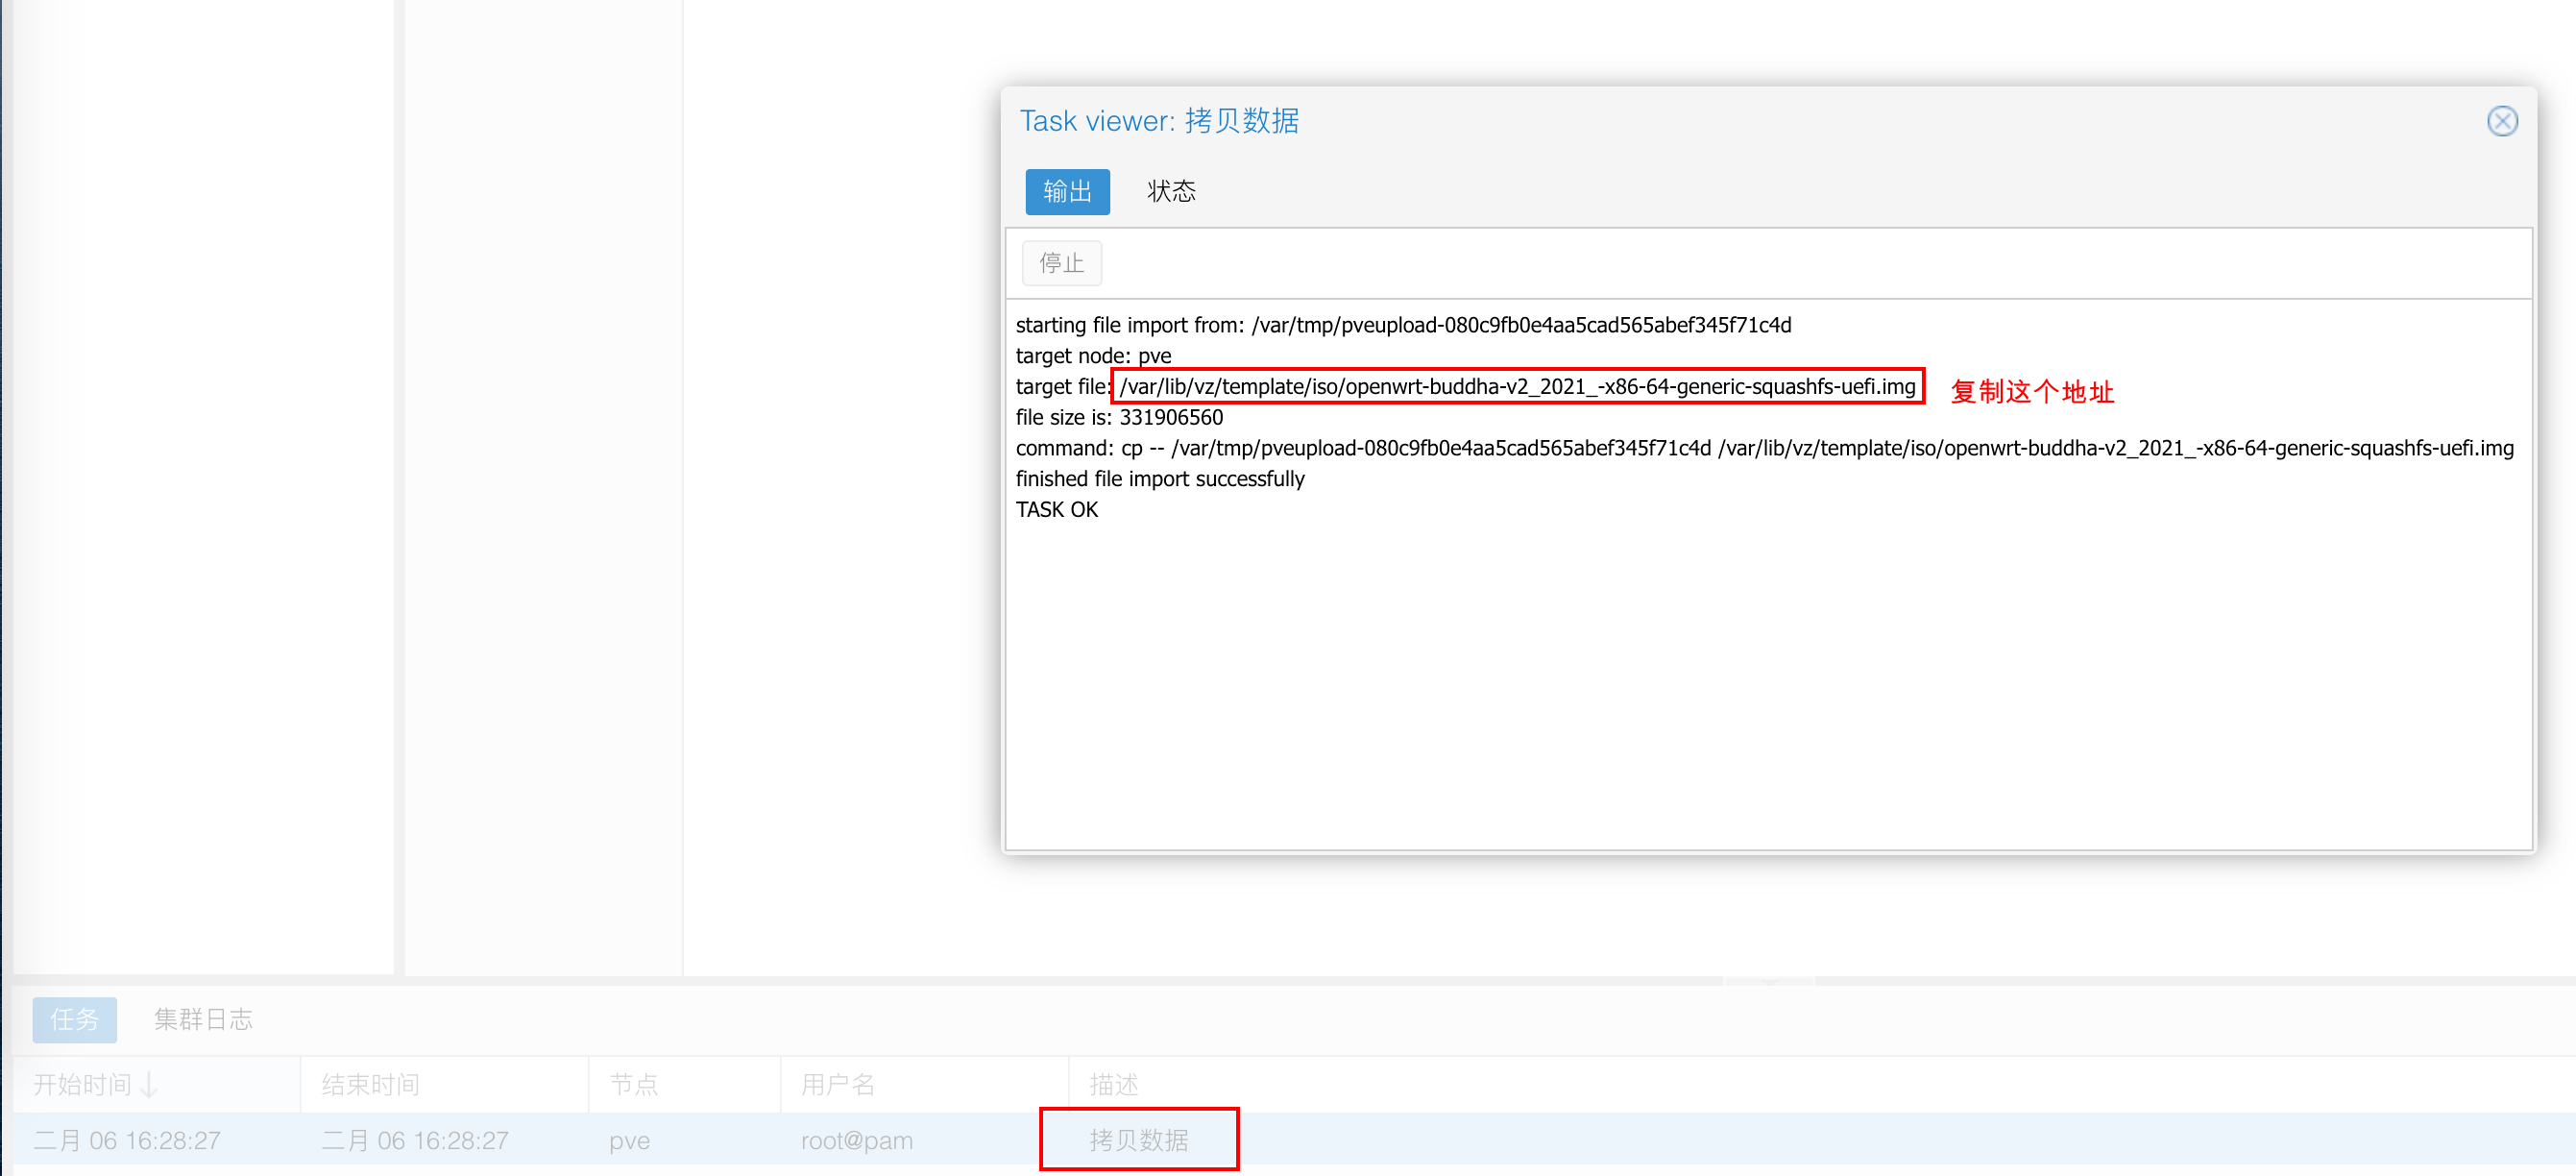 Task viewer: 拷贝数据
输出 状态
停止
starting file import from: /var/tmp/pveupload-080c9fb0e4aa5cad565abef345f71c4d
target node: pve
target file: /var/lib/vz/template/iso/openwrt-buddha-v2_2021_-x86-64-generic-squashfs-uefi.img 复制这个地址
file size is: 331906560
command: cp -- /var/tmp/pveupload-080c9fb0e4aa5cad565abef345f71c4d /var/lib/vz/template/iso/openwrt-buddha-v2_2021_-x86-64-generic-squashfs-uefi.img
finished file import successfully
TASK OK
任务 集群日志
开始时间↓ 结束时间 节点 用户名 描述
二月 06 16:28:27 二月 06 16:28:27 pve root@pam 拷贝数据